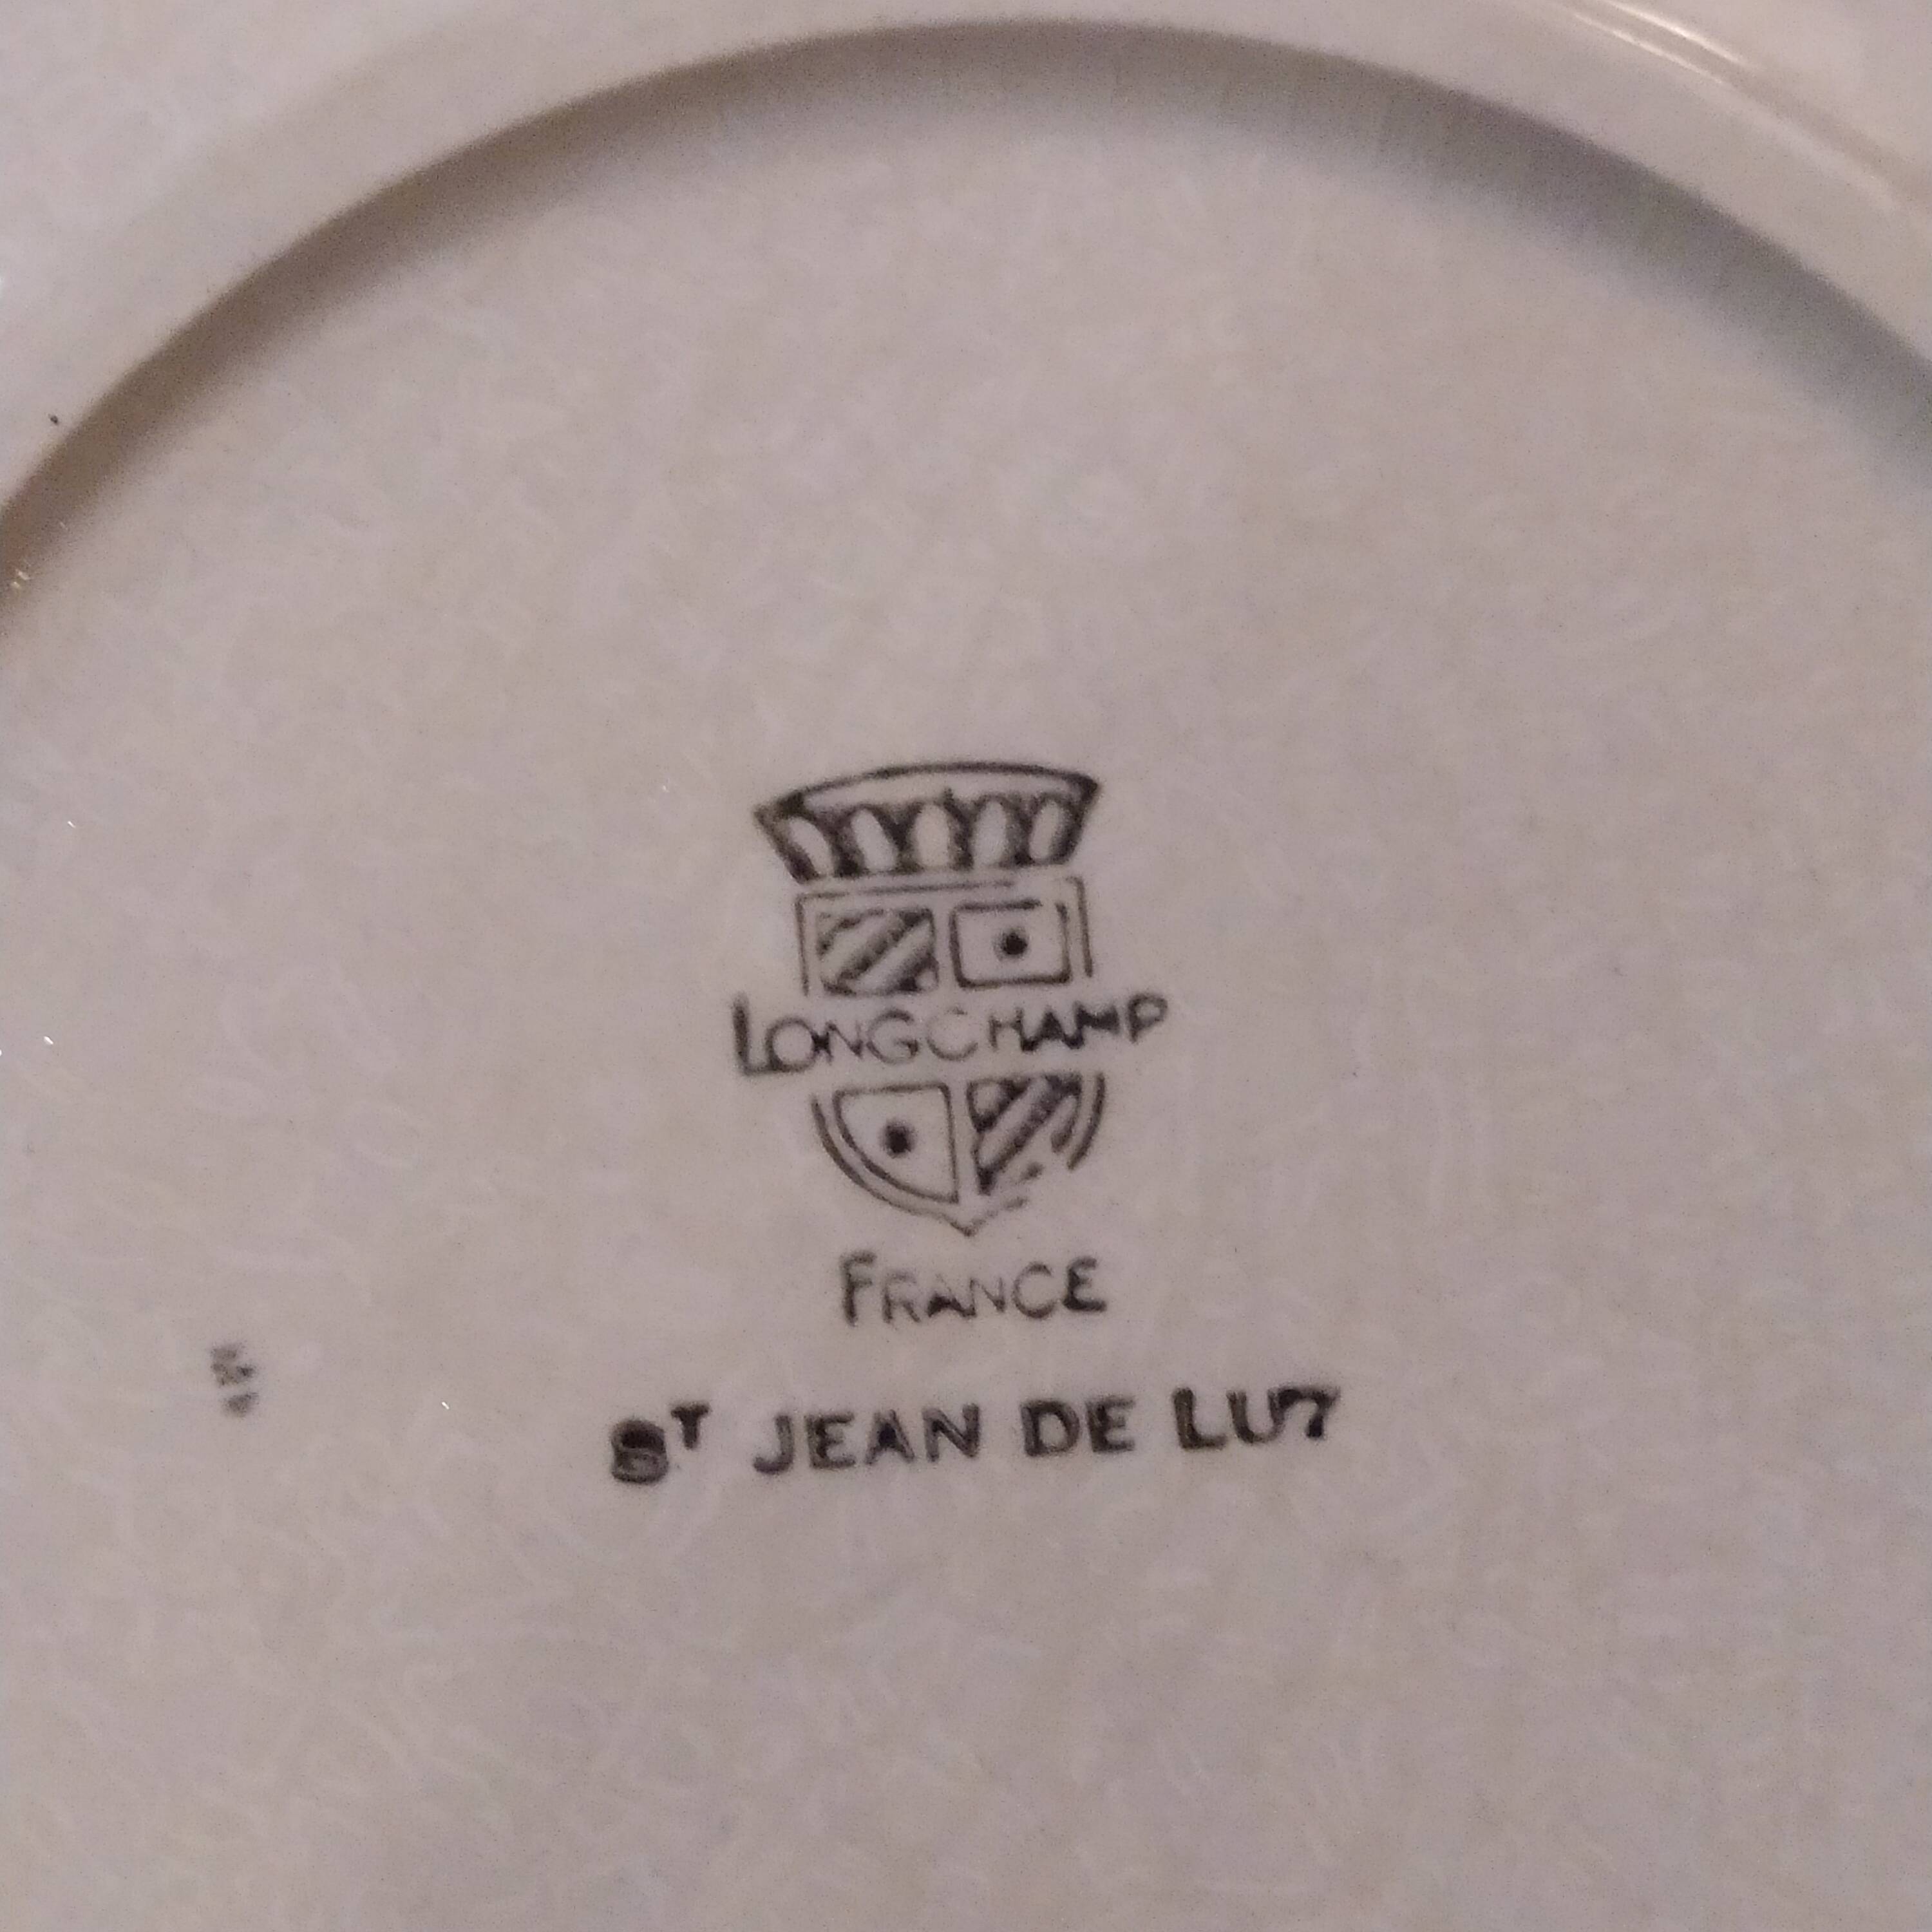 LONGCHAMP
FRANCE
ST JEAN DE LUZ